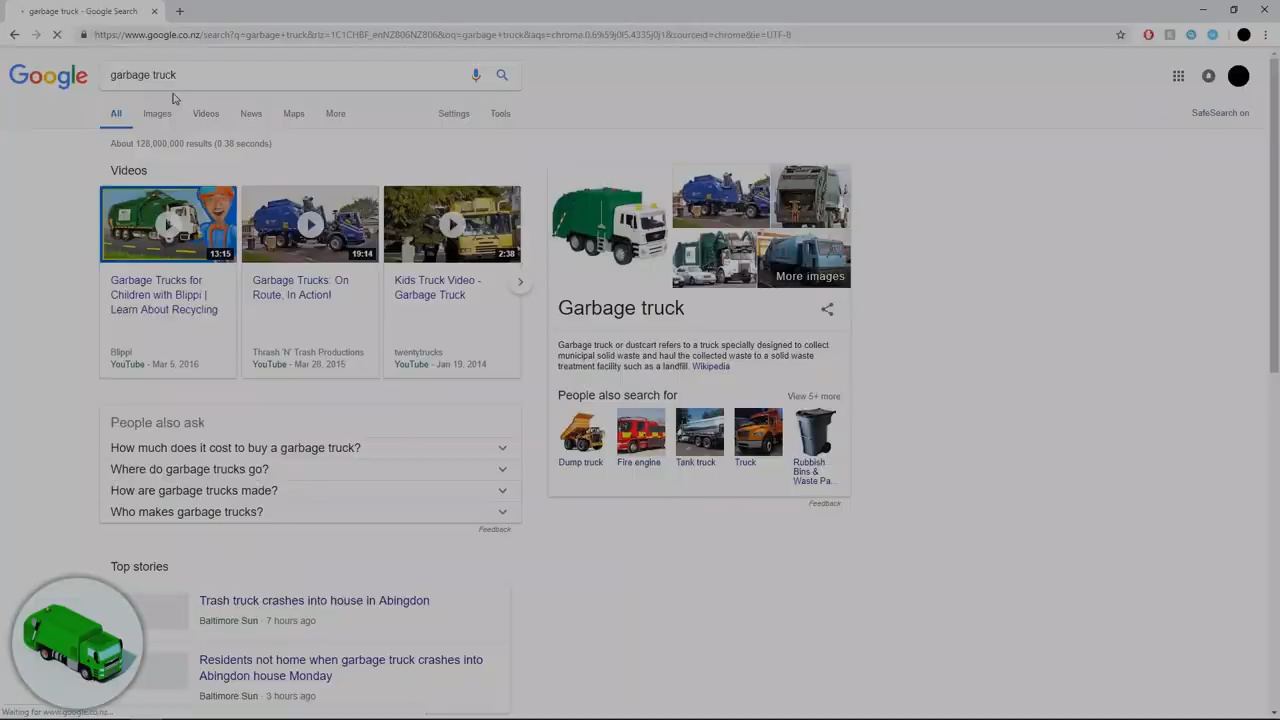 garbage truck - Google Search
https://www.google.co.nz/search?q=garbage+truck&rlz=1C1CHBF_enNZ806NZ806&oq=garbage+truck&aqs=chrome.0.69i59j0l5.4335j0j1&sourceid=chrome&ie=UTF-8
Google
garbage truck
All Images Videos News Maps More Settings Tools
SafeSearch on
About 128,000,000 results (0.38 seconds)
Videos
13:15
19:14
2:38
Garbage Trucks for
Children with Blippi |
Learn About Recycling
Blippi
YouTube - Mar 5, 2016
Garbage Trucks: On
Route, In Action!
Thrash 'N' Trash Productions
YouTube - Mar 28, 2015
Kids Truck Video -
Garbage Truck
twentytrucks
YouTube - Jan 19, 2014
More images
Garbage truck
Garbage truck or dustcart refers to a truck specially designed to collect
municipal solid waste and haul the collected waste to a solid waste
treatment facility such as a landfill. Wikipedia
People also search for
View 5+ more
Dump truck
Fire engine
Tank truck
Truck
Rubbish
Bins &
Waste Pa...
Feedback
People also ask
How much does it cost to buy a garbage truck?
Where do garbage trucks go?
How are garbage trucks made?
Who makes garbage trucks?
Feedback
Top stories
Trash truck crashes into house in Abingdon
Baltimore Sun · 7 hours ago
Residents not home when garbage truck crashes into
Abingdon house Monday
Baltimore Sun · 3 hours ago
Waiting for www.google.co.nz...